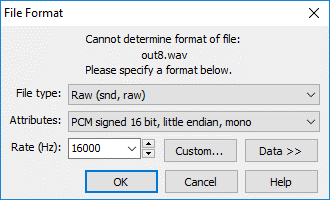 File Format
Cannot determine format of file:
out8.wav
Please specify a format below.
File type: Raw (snd, raw)
Attributes: PCM signed 16 bit, little endian, mono
Rate (Hz): 16000 Custom... Data >>
OK Cancel Help